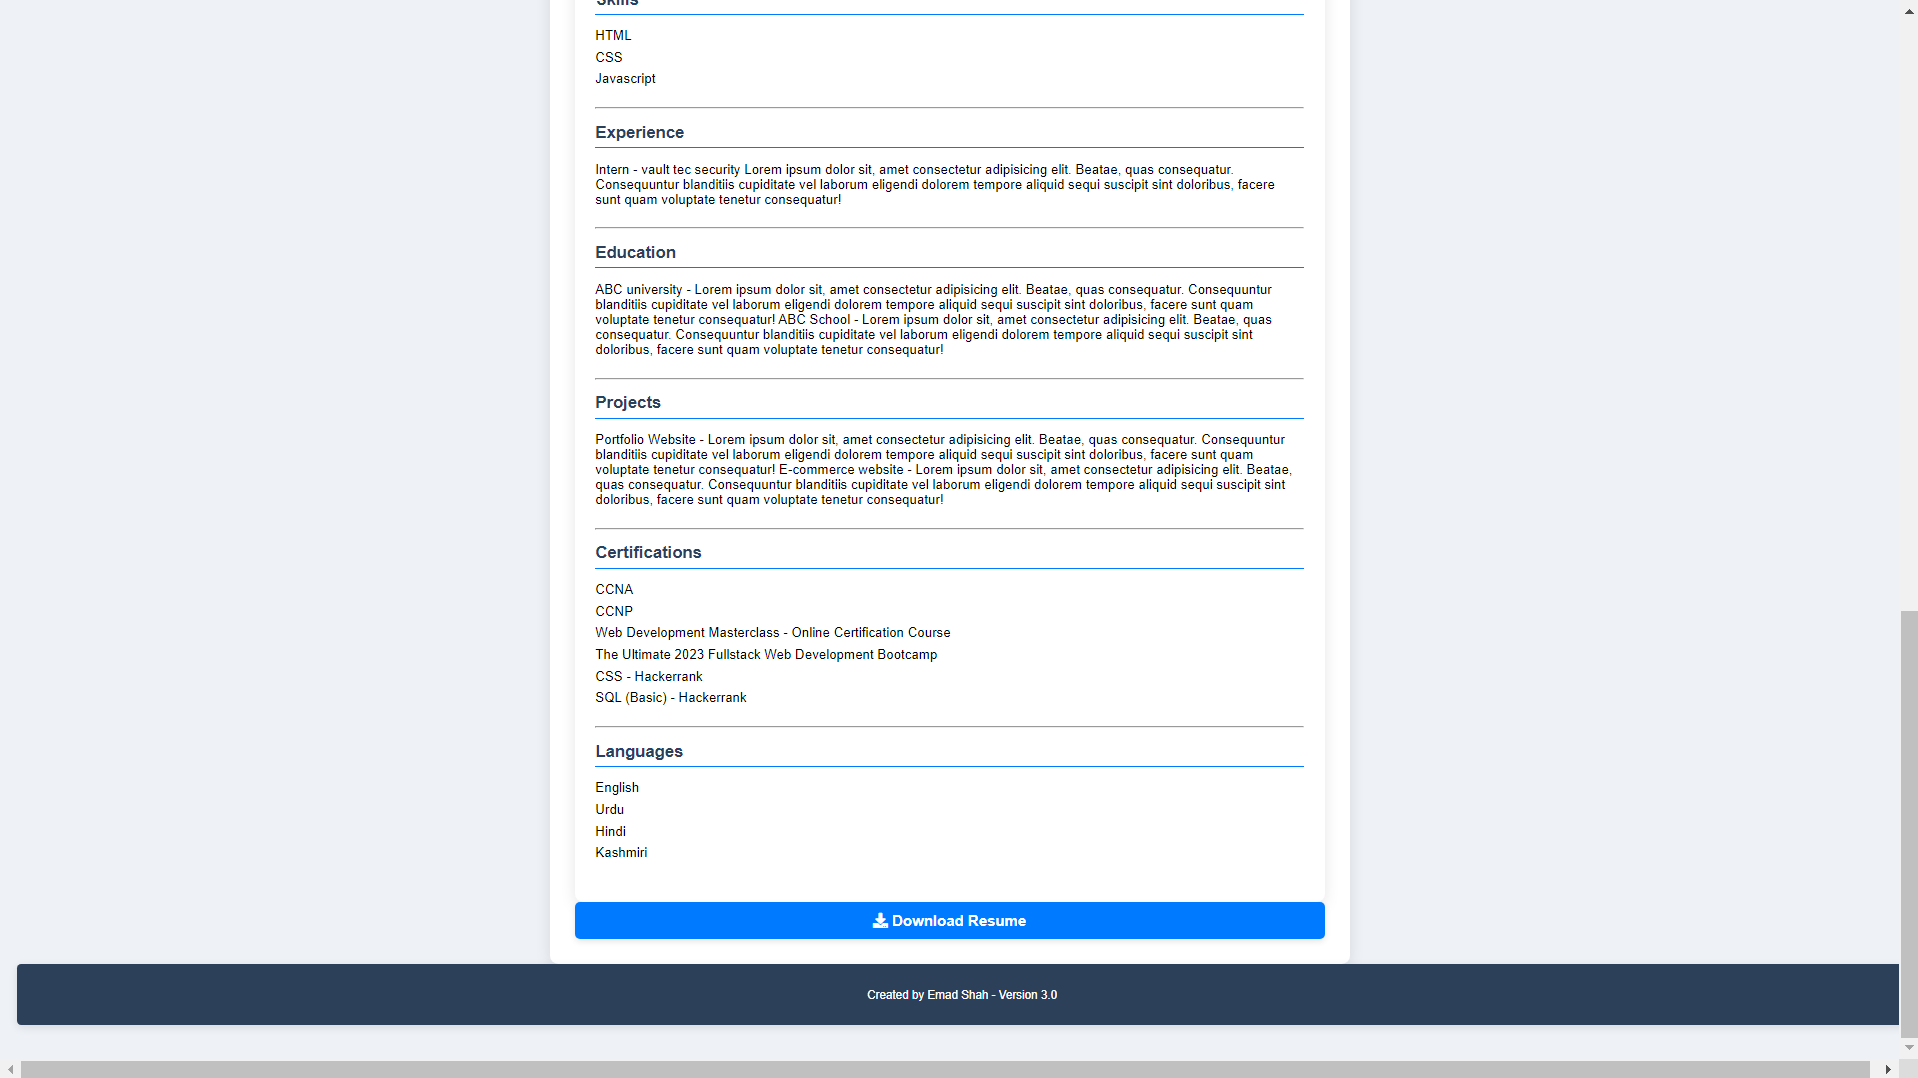 Skills
HTML
CSS
Javascript
Experience
Intern - vault tec security Lorem ipsum dolor sit, amet consectetur adipisicing elit. Beatae, quas consequatur.
Consequuntur blanditiis cupiditate vel laborum eligendi dolorem tempore aliquid sequi suscipit sint doloribus, facere
sunt quam voluptate tenetur consequatur!
Education
ABC university - Lorem ipsum dolor sit, amet consectetur adipisicing elit. Beatae, quas consequatur. Consequuntur
blanditiis cupiditate vel laborum eligendi dolorem tempore aliquid sequi suscipit sint doloribus, facere sunt quam
voluptate tenetur consequatur! ABC School - Lorem ipsum dolor sit, amet consectetur adipisicing elit. Beatae, quas
consequatur. Consequuntur blanditiis cupiditate vel laborum eligendi dolorem tempore aliquid sequi suscipit sint
doloribus, facere sunt quam voluptate tenetur consequatur!
Projects
Portfolio Website - Lorem ipsum dolor sit, amet consectetur adipisicing elit. Beatae, quas consequatur. Consequuntur
blanditiis cupiditate vel laborum eligendi dolorem tempore aliquid sequi suscipit sint doloribus, facere sunt quam
voluptate tenetur consequatur! E-commerce website - Lorem ipsum dolor sit, amet consectetur adipisicing elit. Beatae,
quas consequatur. Consequuntur blanditiis cupiditate vel laborum eligendi dolorem tempore aliquid sequi suscipit sint
doloribus, facere sunt quam voluptate tenetur consequatur!
Certifications
CCNA
CCNP
Web Development Masterclass - Online Certification Course
The Ultimate 2023 Fullstack Web Development Bootcamp
CSS - Hackerrank
SQL (Basic) - Hackerrank
Languages
English
Urdu
Hindi
Kashmiri
Download Resume
Created by Emad Shah - Version 3.0